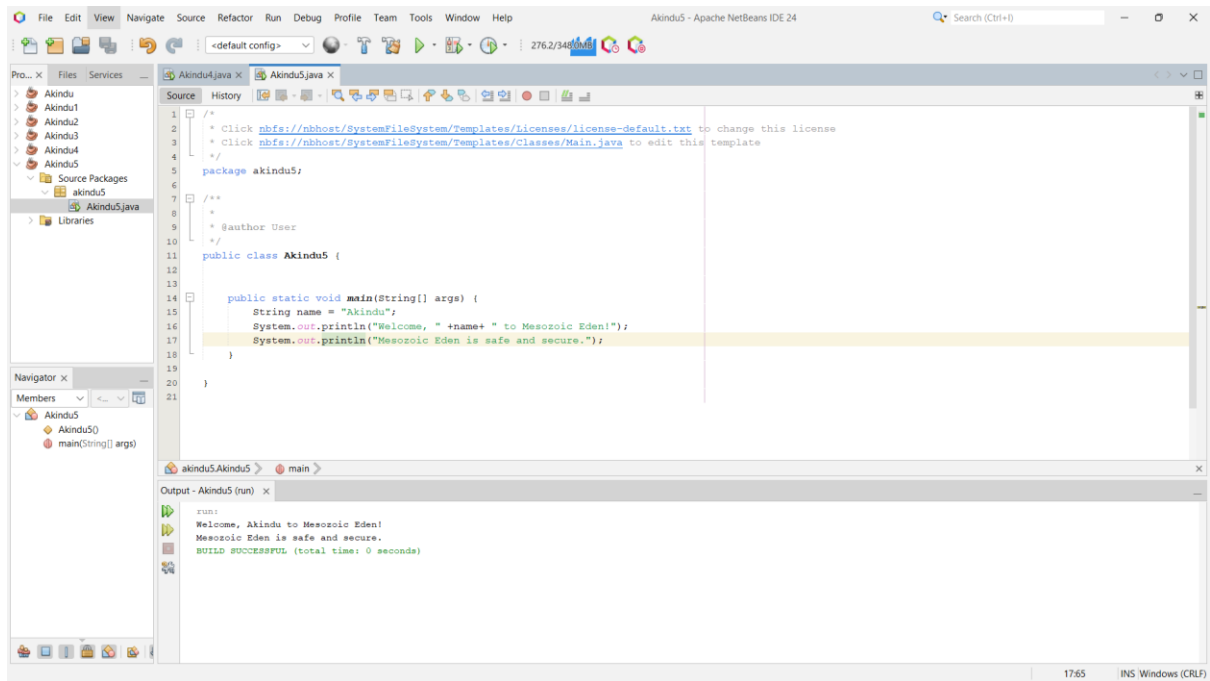 File Edit View Navigate Source Refactor Run Debug Profile Team Tools Window Help
Akindu5 - Apache NetBeans IDE 24
Search (Ctrl+I)
<default config>
276.2/348.0MB
Pro... × Files Services
Akindu
Akindu1
Akindu2
Akindu3
Akindu4
Akindu5
Source Packages
akindu5
Akindu5.java
Libraries
Akindu4.java × Akindu5.java ×
Source History
1 /*
2 * Click nbfs://nbhost/SystemFileSystem/Templates/Licenses/license-default.txt to change this license
3 * Click nbfs://nbhost/SystemFileSystem/Templates/Classes/Main.java to edit this template
4 */
5 package akindu5;
6
7 /**
8 *
9 * @author User
10 */
11 public class Akindu5 {
12
13
14 public static void main(String[] args) {
15 String name = "Akindu";
16 System.out.println("Welcome, " +name+ " to Mesozoic Eden!");
17 System.out.println("Mesozoic Eden is safe and secure.");
18 }
19
20 }
21
Navigator ×
Members <...
Akindu5
Akindu5()
main(String[] args)
akindu5.Akindu5 main
Output - Akindu5 (run) ×
run:
Welcome, Akindu to Mesozoic Eden!
Mesozoic Eden is safe and secure.
BUILD SUCCESSFUL (total time: 0 seconds)
17:65 INS Windows (CRLF)